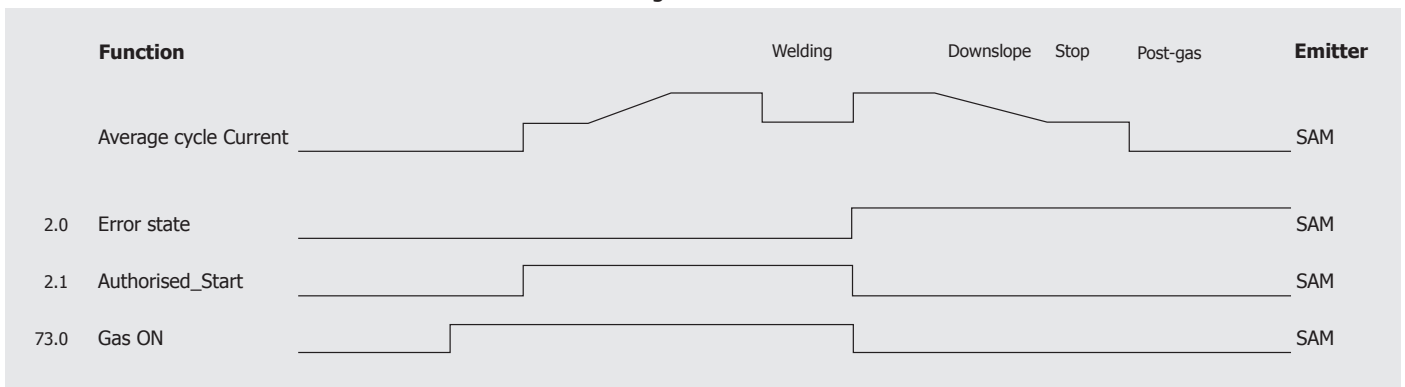 Function Welding Downslope Stop Post-gas Emitter
Average cycle Current SAM
2.0 Error state SAM
2.1 Authorised_Start SAM
73.0 Gas ON SAM